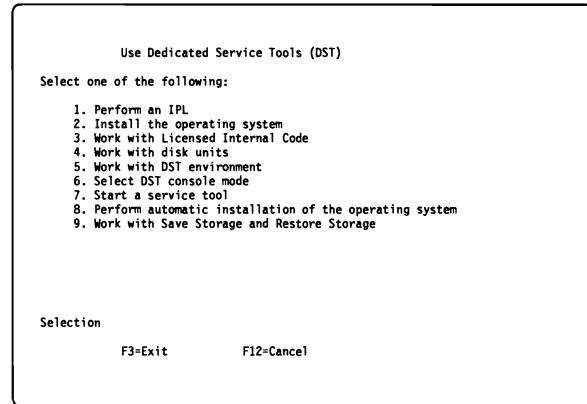 Use Dedicated Service Tools (DST)
Select one of the following:
1. Perform an IPL
2. Install the operating system
3. Work with Licensed Internal Code
4. Work with disk units
5. Work with DST environment
6. Select DST console mode
7. Start a service tool
8. Perform automatic installation of the operating system
9. Work with Save Storage and Restore Storage
Selection
F3=Exit F12=Cancel